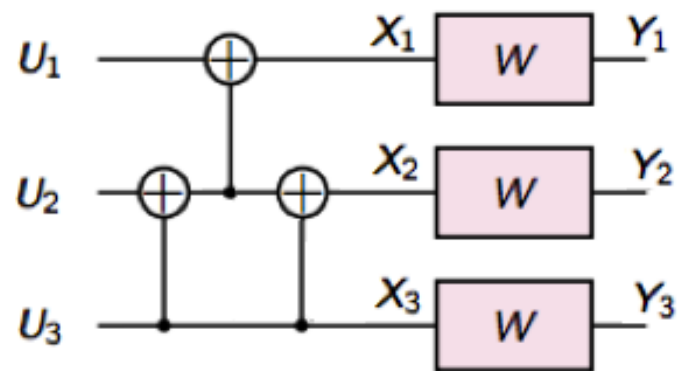 U₁ X₁ W Y₁
U₂ X₂ W Y₂
U₃ X₃ W Y₃